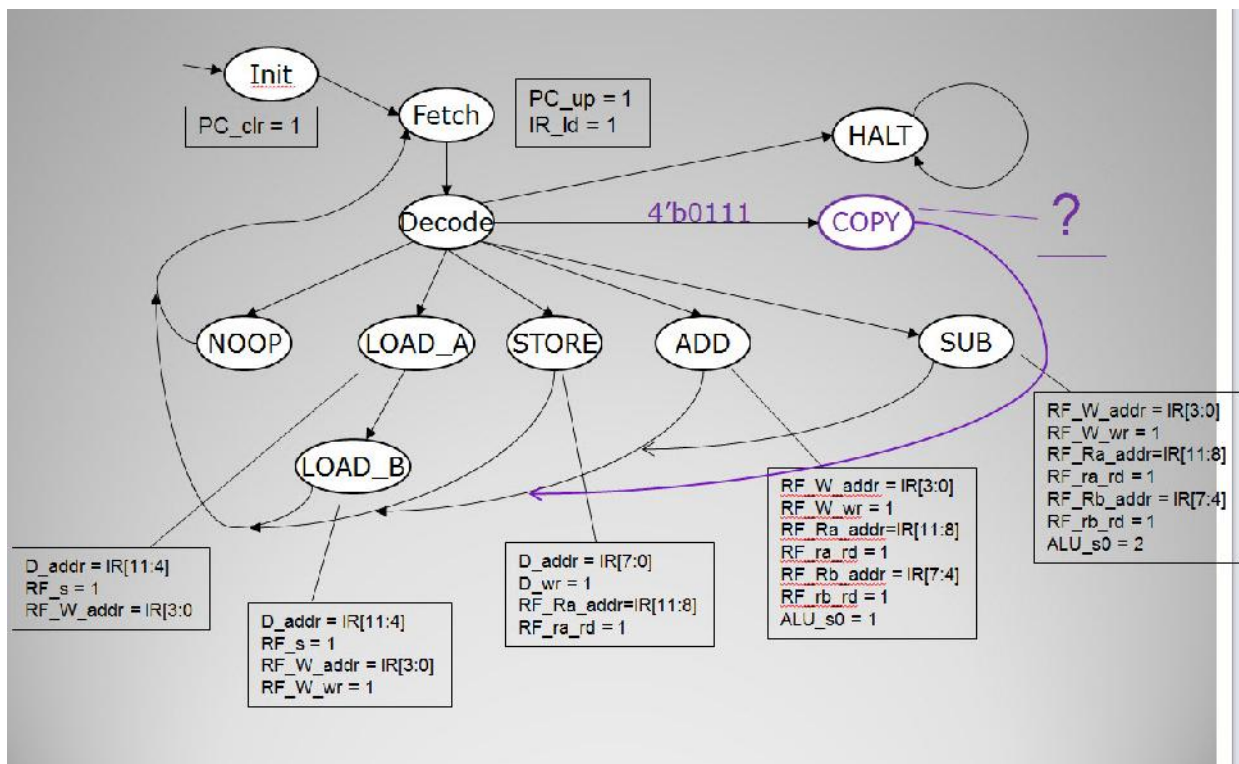 Init
PC_clr = 1
Fetch
PC_up = 1
IR_ld = 1
HALT
Decode
4'b0111
COPY
?
NOOP
LOAD_A
STORE
ADD
SUB
LOAD_B
D_addr = IR[11:4]
RF_s = 1
RF_W_addr = IR[3:0
D_addr = IR[11:4]
RF_s = 1
RF_W_addr = IR[3:0]
RF_W_wr = 1
D_addr = IR[7:0]
D_wr = 1
RF_Ra_addr=IR[11:8]
RF_ra_rd = 1
RF_W_addr = IR[3:0]
RF_W_wr = 1
RF_Ra_addr=IR[11:8]
RF_ra_rd = 1
RF_Rb_addr = IR[7:4]
RF_rb_rd = 1
ALU_s0 = 1
RF_W_addr = IR[3:0]
RF_W_wr = 1
RF_Ra_addr=IR[11:8]
RF_ra_rd = 1
RF_Rb_addr = IR[7:4]
RF_rb_rd = 1
ALU_s0 = 2